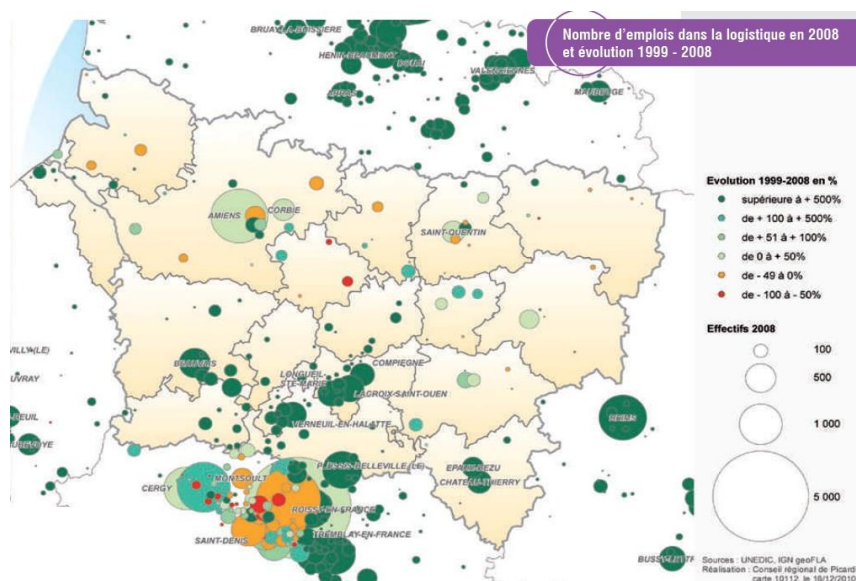 Nombre d'emplois dans la logistique en 2008
et évolution 1999 - 2008
BRUAY-LA-BUISSIERE
HENIN-BEAUMONT
DOUAI
VALENCIENNES
ARRAS
MAUBEUGE
Evolution 1999-2008 en %
supérieure à + 500%
de + 100 à + 500%
de + 51 à + 100%
de 0 à + 50%
de - 49 à 0%
de - 100 à - 50%
AMIENS
CORBIE
SAINT-QUENTIN
Effectifs 2008
100
500
1 000
5 000
VILLY(LE)
UVRAY
BEAUVAIS
COMPIEGNE
LONGUEIL-
STE-MARIE
LACROIX-SAINT-OUEN
VERNEUIL-EN-HALATTE
REIMS
PLESSIS-BELLEVILLE (LE)
EPAUX-BEZU
CHATEAU-THIERRY
CERGY
MONTSOULT
ROISSY-EN-FRANCE
SAINT-DENIS
TREMBLAY-EN-FRANCE
Sources : UNEDIC, IGN geoFLA
Réalisation : Conseil régional de Picard
carte 10112, le